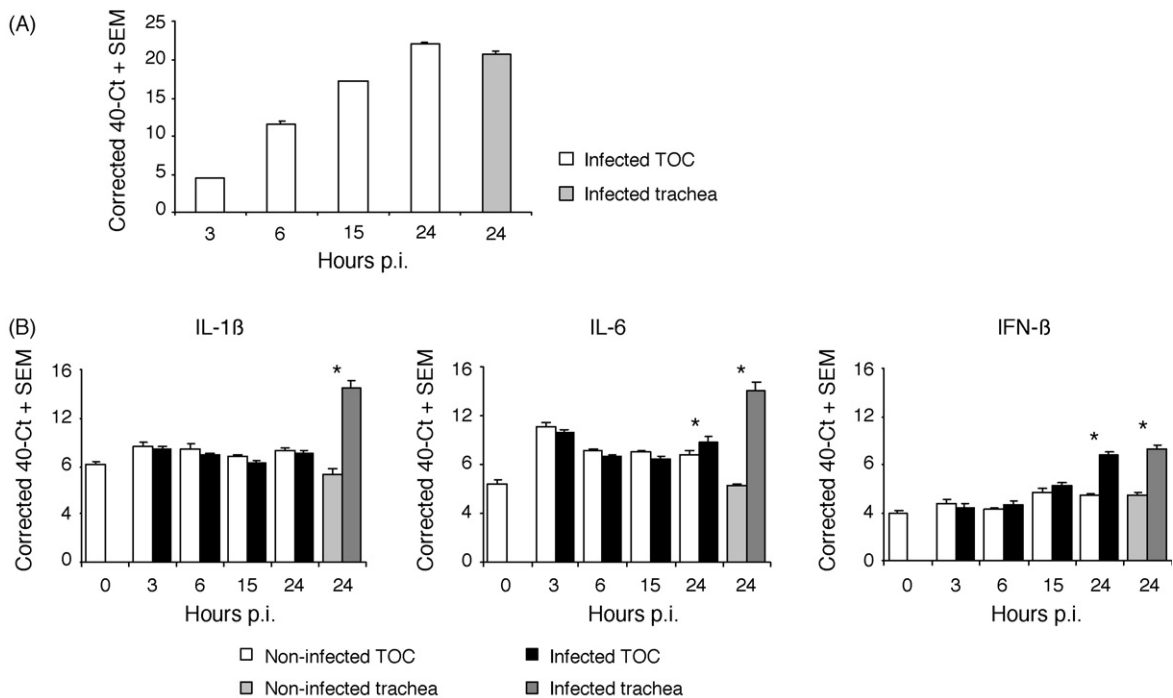 (A)
Corrected 40-Ct + SEM
25
20
15
10
5
0
3 6 15 24 24
Hours p.i.
Infected TOC
Infected trachea
(B)
IL-1ß
Corrected 40-Ct + SEM
16
12
6
4
0
*
0 3 6 15 24 24
Hours p.i.
IL-6
Corrected 40-Ct + SEM
16
12
6
4
0
* *
0 3 6 15 24 24
Hours p.i.
IFN-ß
Corrected 40-Ct + SEM
16
12
6
4
0
* *
0 3 6 15 24 24
Hours p.i.
Non-infected TOC
Infected TOC
Non-infected trachea
Infected trachea